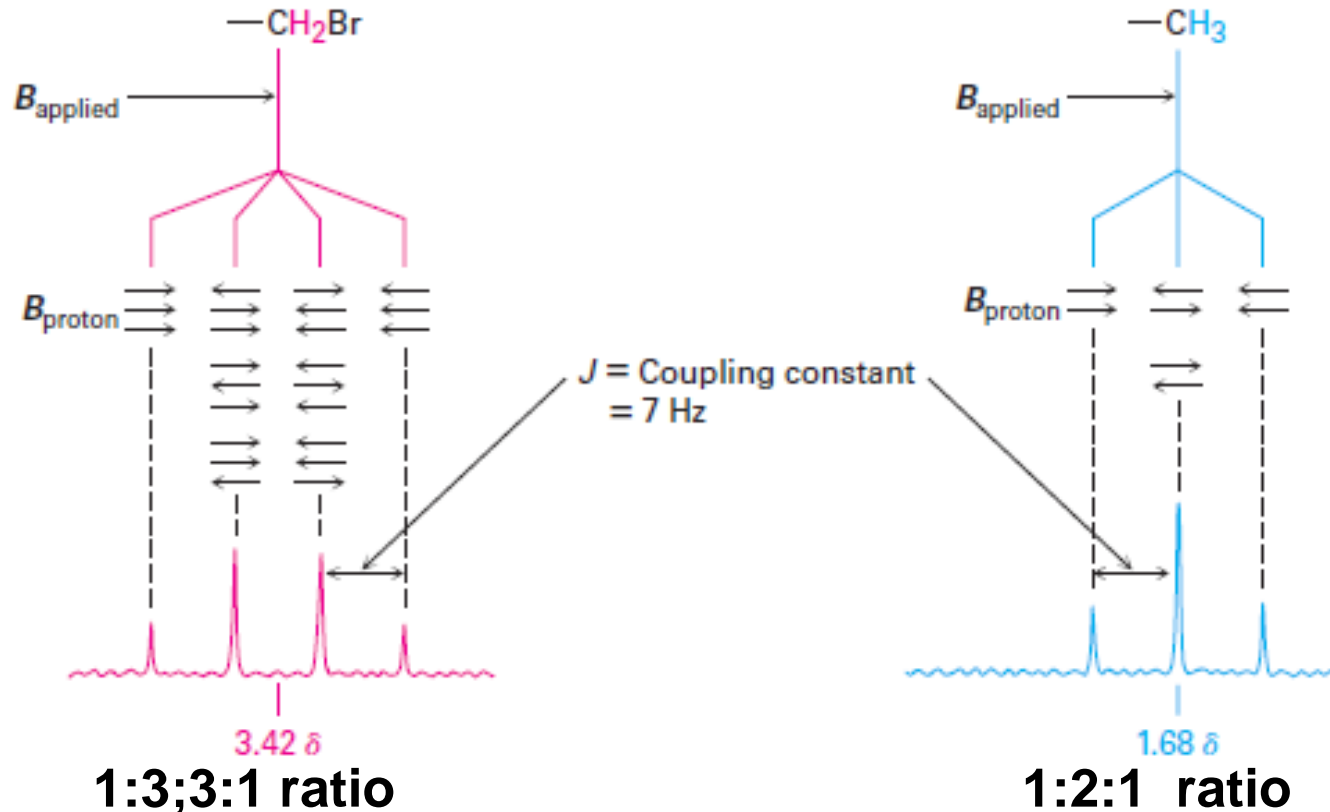 —CH₂Br
—CH₃
Bapplied
Bapplied
Bproton
Bproton
J = Coupling constant
= 7 Hz
3.42 δ
1.68 δ
1:3;3:1 ratio
1:2:1 ratio